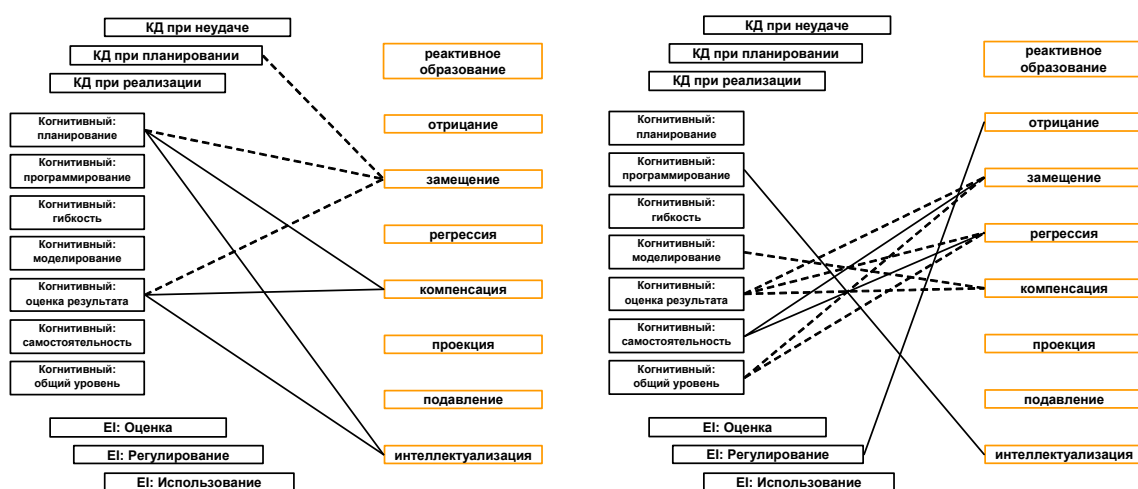 КД при неудаче
КД при планировании
КД при реализации
Когнитивный:
планирование
Когнитивный:
программирование
Когнитивный:
гибкость
Когнитивный:
моделирование
Когнитивный:
оценка результата
Когнитивный:
самостоятельность
Когнитивный:
общий уровень
EI: Оценка
EI: Регулирование
EI: Использование
реактивное
образование
отрицание
замещение
регрессия
компенсация
проекция
подавление
интеллектуализация
КД при неудаче
КД при планировании
КД при реализации
Когнитивный:
планирование
Когнитивный:
программирование
Когнитивный:
гибкость
Когнитивный:
моделирование
Когнитивный:
оценка результата
Когнитивный:
самостоятельность
Когнитивный:
общий уровень
EI: Оценка
EI: Регулирование
EI: Использование
реактивное
образование
отрицание
замещение
регрессия
компенсация
проекция
подавление
интеллектуализация